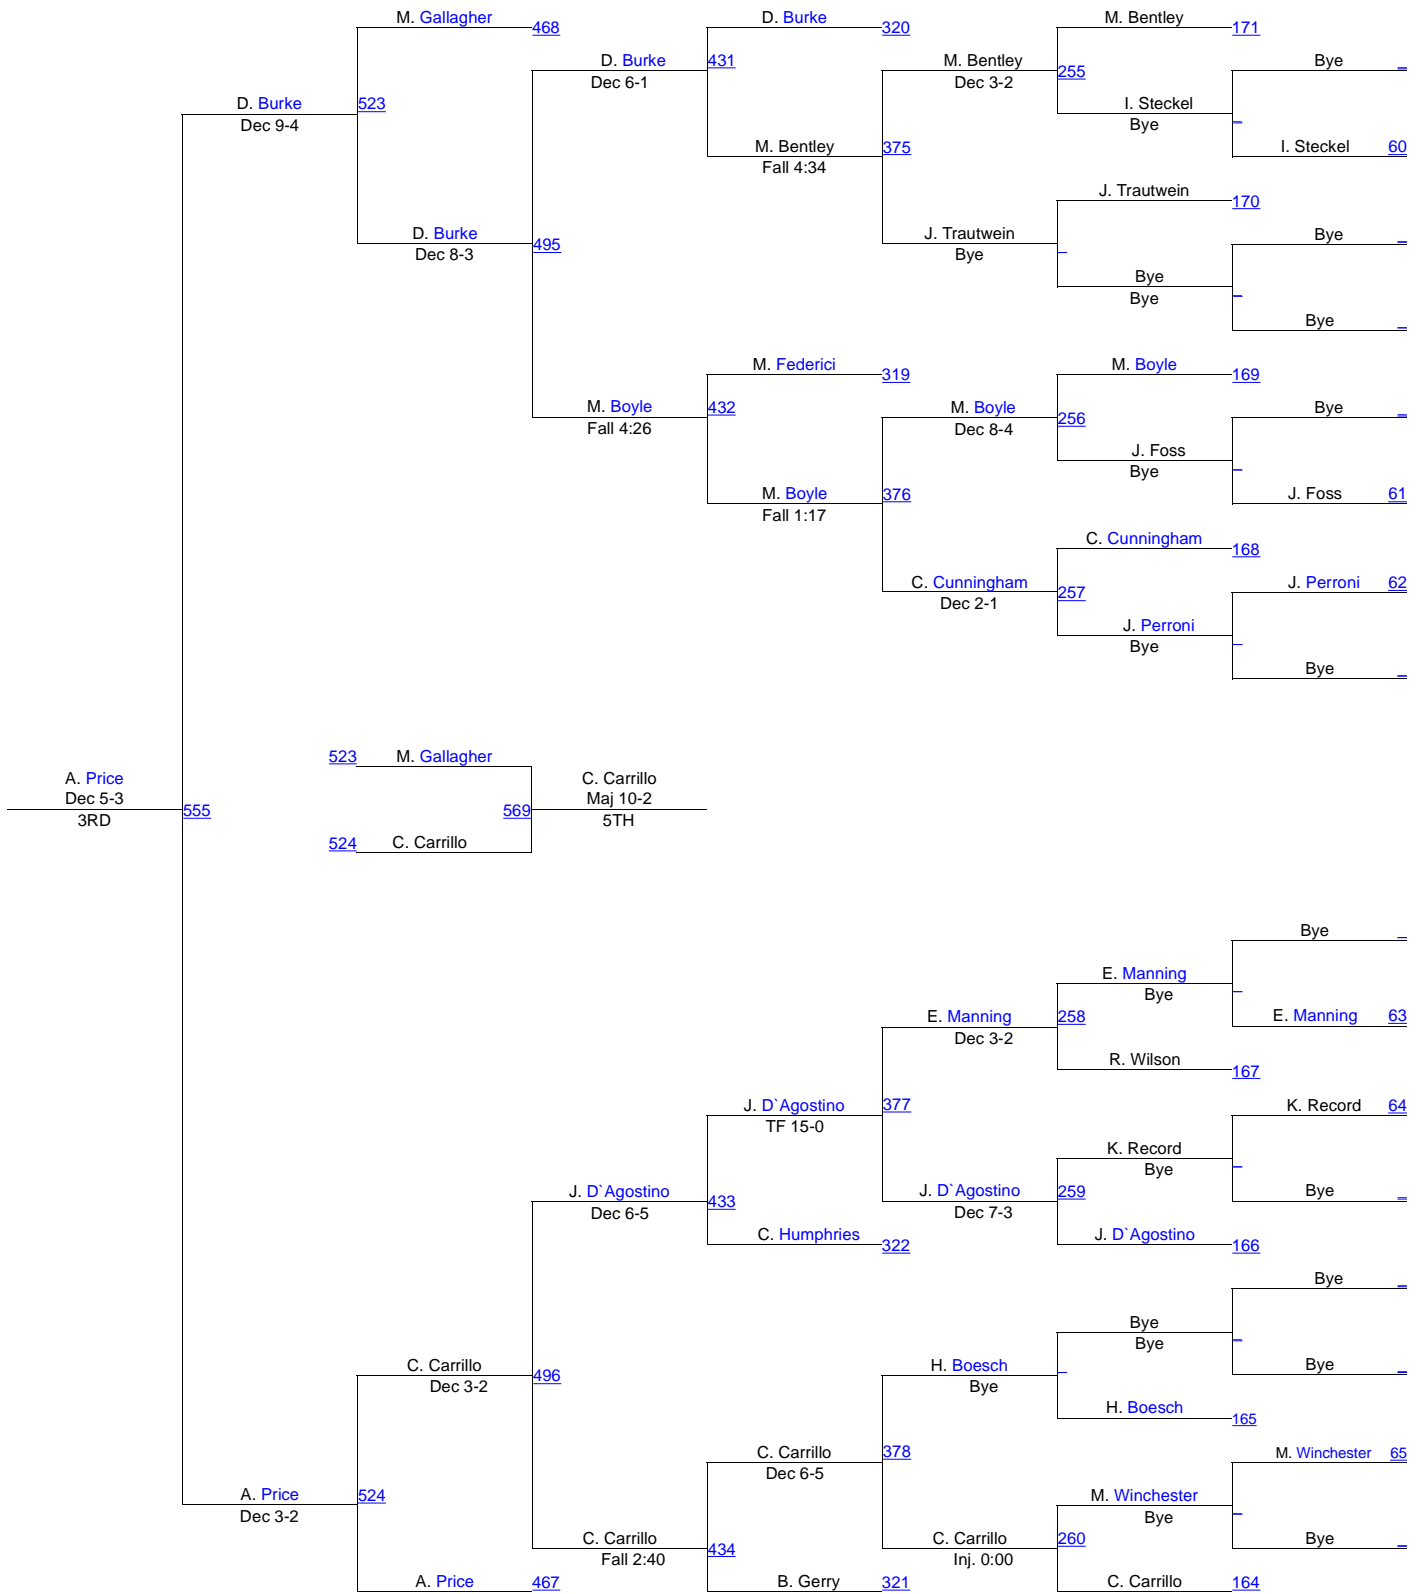 M. Gallagher 468
D. Burke 320
M. Bentley 171
D. Burke 431
Dec 6-1
M. Bentley 255
Dec 3-2
Bye _
D. Burke 523
Dec 9-4
I. Steckel _
Bye
M. Bentley 375
Fall 4:34
I. Steckel 60
J. Trautwein 170
D. Burke 495
Dec 8-3
J. Trautwein _
Bye
Bye _
Bye _
Bye
Bye _
M. Federici 319
M. Boyle 169
M. Boyle 432
Fall 4:26
M. Boyle 256
Dec 8-4
Bye _
J. Foss _
Bye
M. Boyle 376
Fall 1:17
J. Foss 61
C. Cunningham 168
C. Cunningham 257
Dec 2-1
J. Perroni 62
J. Perroni _
Bye
Bye _
523 M. Gallagher
A. Price
Dec 5-3
3RD
555
C. Carrillo
Maj 10-2
5TH
569
524 C. Carrillo
Bye _
E. Manning _
Bye
E. Manning 258
Dec 3-2
E. Manning 63
R. Wilson 167
J. D`Agostino 377
TF 15-0
K. Record 64
K. Record _
Bye
J. D`Agostino 433
Dec 6-5
J. D`Agostino 259
Dec 7-3
Bye _
C. Humphries 322
J. D`Agostino 166
Bye _
Bye _
Bye
C. Carrillo 496
Dec 3-2
H. Boesch _
Bye
Bye _
H. Boesch 165
C. Carrillo 378
Dec 6-5
M. Winchester 65
A. Price 524
Dec 3-2
M. Winchester _
Bye
C. Carrillo 434
Fall 2:40
C. Carrillo 260
Inj. 0:00
Bye _
A. Price 467
B. Gerry 321
C. Carrillo 164